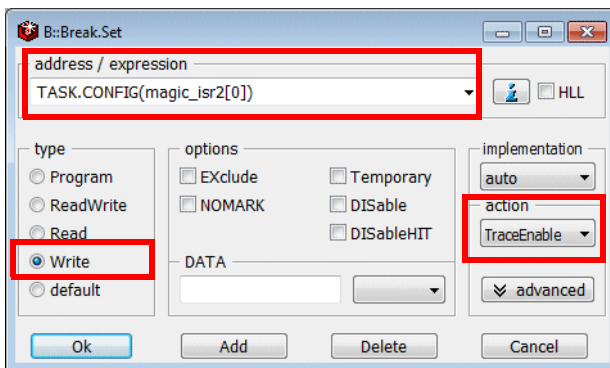 B::Break.Set
address / expression
TASK.CONFIG(magic_isr2[0])
i
HLL
type
options
implementation
Program
EXclude
Temporary
auto
ReadWrite
NOMARK
DISable
action
Read
DISableHIT
TraceEnable
Write
DATA
default
advanced
Ok
Add
Delete
Cancel